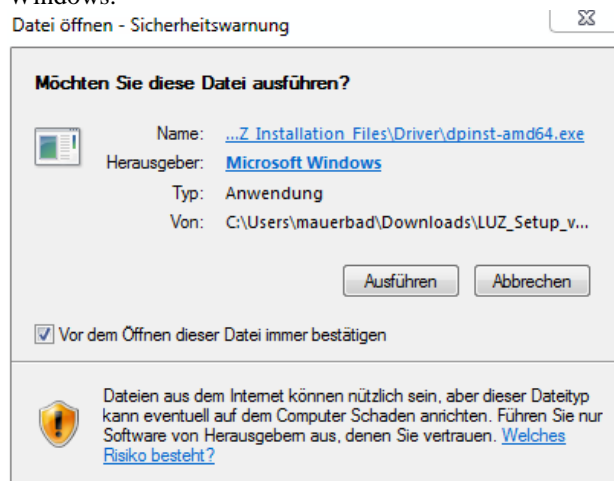 Windows.
Datei öffnen - Sicherheitswarnung
Möchten Sie diese Datei ausführen?
Name: ...Z Installation Files\Driver\dpinst-amd64.exe
Herausgeber: Microsoft Windows
Typ: Anwendung
Von: C:\Users\mauerbad\Downloads\LUZ_Setup_v...
Ausführen Abbrechen
Vor dem Öffnen dieser Datei immer bestätigen
Dateien aus dem Internet können nützlich sein, aber dieser Dateityp
kann eventuell auf dem Computer Schaden anrichten. Führen Sie nur
Software von Herausgebern aus, denen Sie vertrauen. Welches
Risiko besteht?